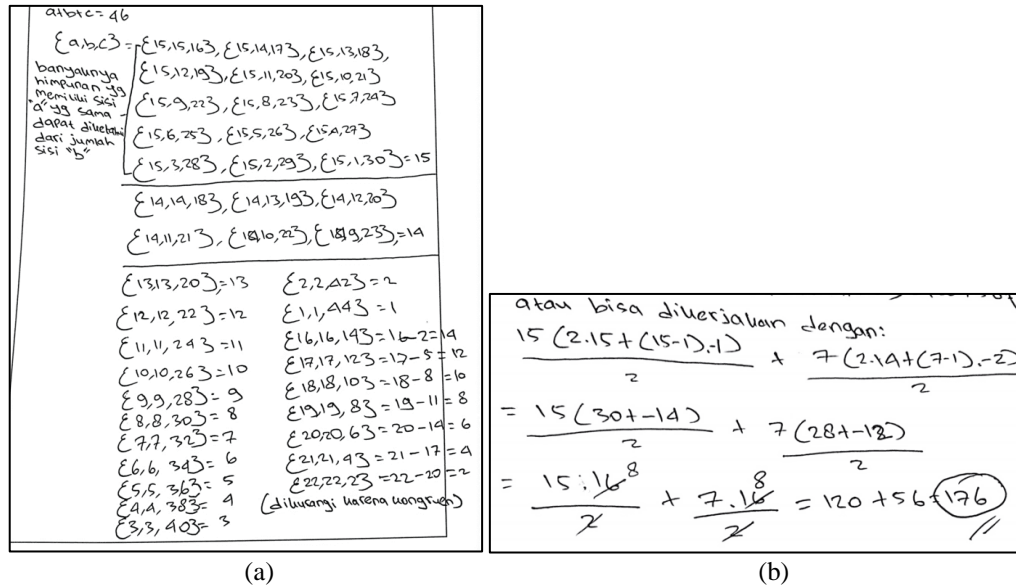 a+b+c = 46
{a,b,c} = {15,15,16}, {15,14,17}, {15,13,18},
{15,12,19}, {15,11,20}, {15,10,21}
{15,9,22}, {15,8,23}, {15,7,24}
{15,6,25}, {15,5,26}, {15,4,27}
{15,3,28}, {15,2,29}, {15,1,30} = 15
banyaknya
himpunan yg
memiliki sisi
"a" yg sama
dapat diketahui
dari jumlah
sisi "b"
{14,14,18}, {14,13,19}, {14,12,20}
{14,11,21}, {14,10,22}, {14,9,23} = 14
{13,13,20} = 13
{12,12,22} = 12
{11,11,24} = 11
{10,10,26} = 10
{9,9,28} = 9
{8,8,30} = 8
{7,7,32} = 7
{6,6,34} = 6
{5,5,36} = 5
{4,4,38} = 4
{3,3,40} = 3
{2,2,42} = 2
{1,1,44} = 1
{16,16,14} = 16-2 = 14
{17,17,12} = 17-5 = 12
{18,18,10} = 18-8 = 10
{19,19,8} = 19-11 = 8
{20,20,6} = 20-14 = 6
{21,21,4} = 21-17 = 4
{22,22,2} = 22-20 = 2
(dikurangi karena kongruen)
(a)
atau bisa dikerjakan dengan:
15(2.15+(15-1).-1)/2 + 7(2.14+(7-1).-2)/2
= 15(30+-14)/2 + 7(28+-12)/2
= 15.16/2 8 + 7.16/2 8 = 120 + 56 = 176
(b)